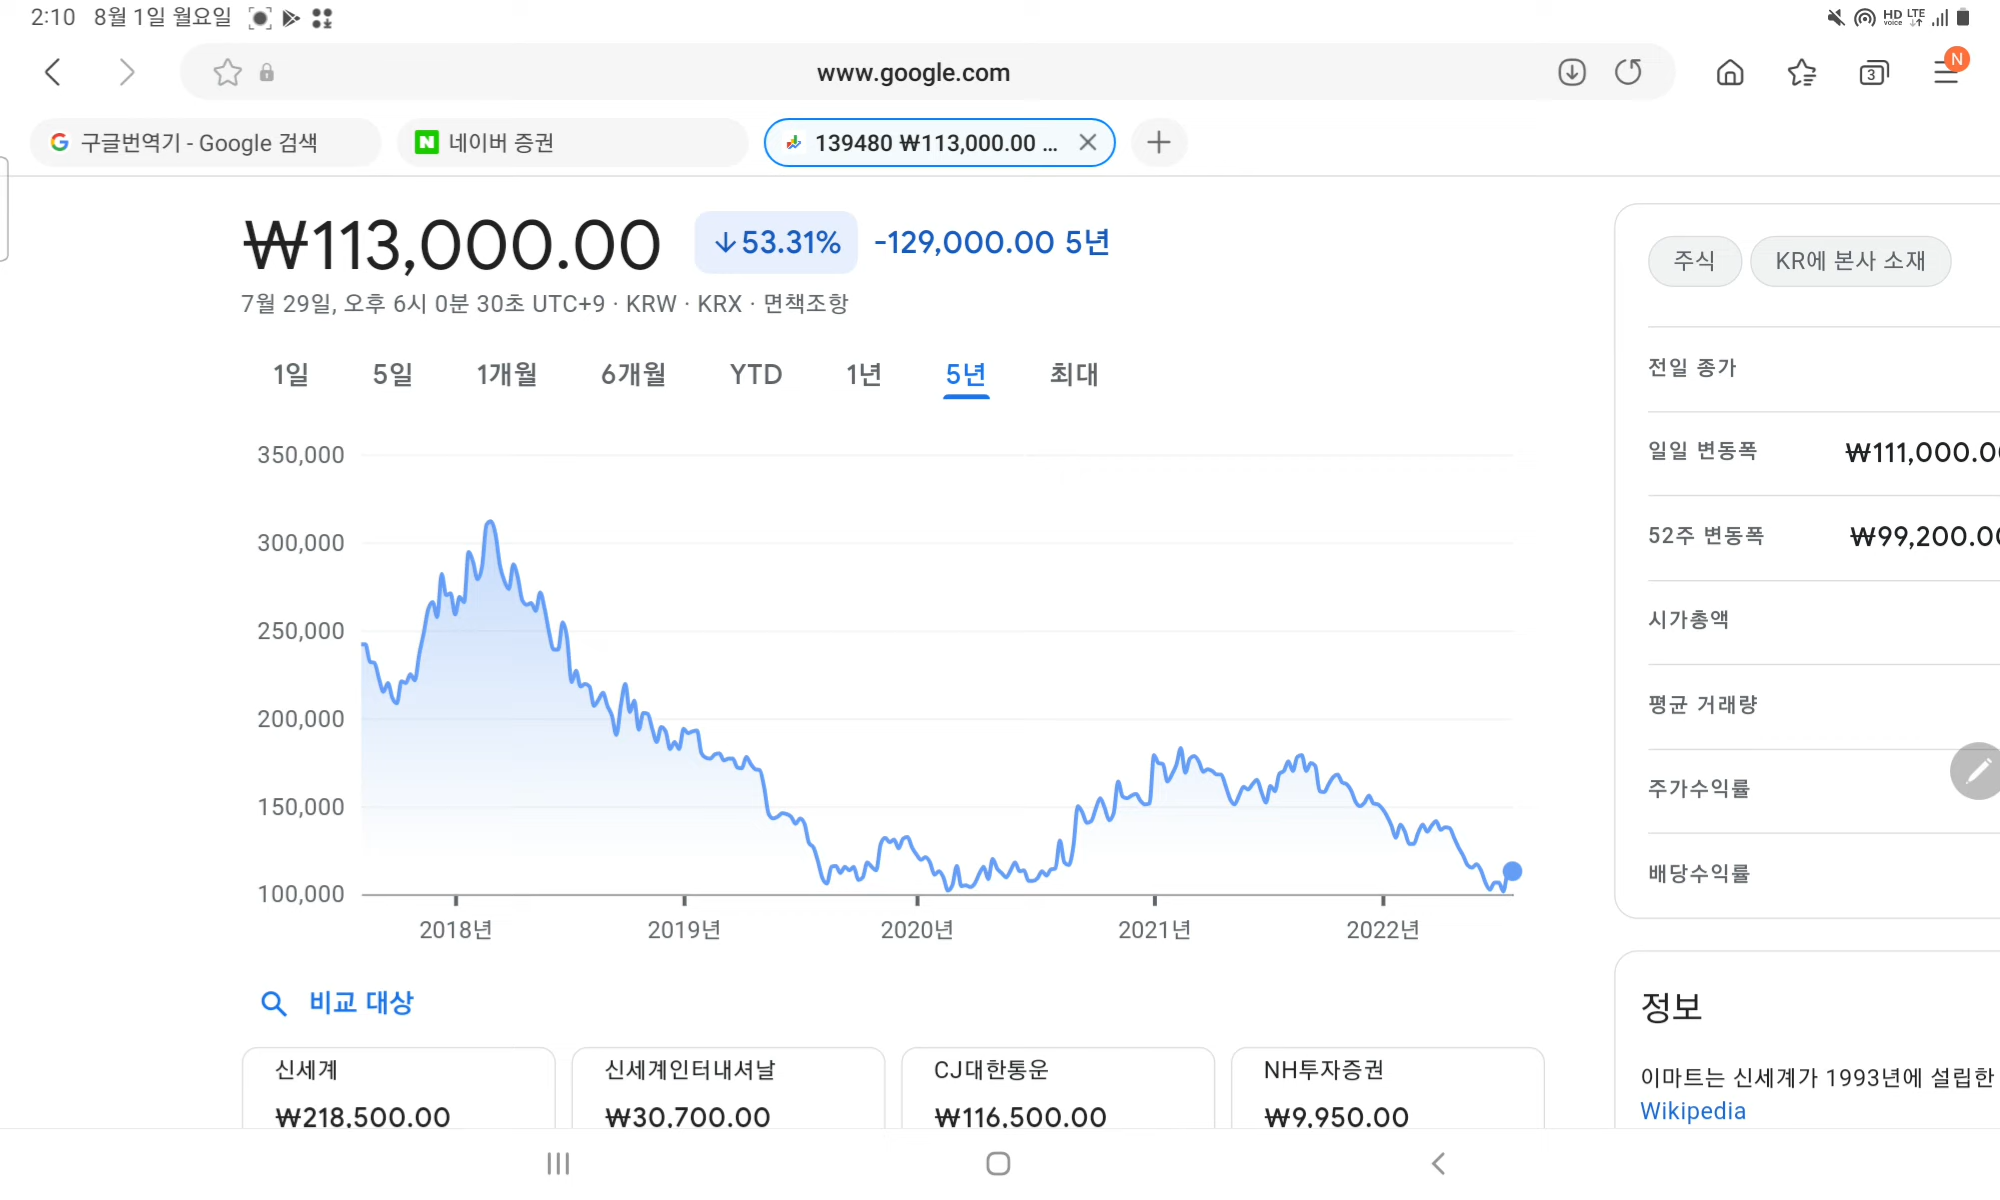 2:10 8월 1일 월요일
HD voice LTE
www.google.com
3
N
구글번역기 - Google 검색
네이버 증권
139480 ₩113,000.00 ...
₩113,000.00 ↓53.31% -129,000.00 5년
7월 29일, 오후 6시 0분 30초 UTC+9 · KRW · KRX · 면책조항
1일 5일 1개월 6개월 YTD 1년 5년 최대
350,000
300,000
250,000
200,000
150,000
100,000
2018년 2019년 2020년 2021년 2022년
비교 대상
신세계
₩218,500.00
신세계인터내셔날
₩30,700.00
CJ대한통운
₩116,500.00
NH투자증권
₩9,950.00
주식
KR에 본사 소재
전일 종가
일일 변동폭 ₩111,000.0
52주 변동폭 ₩99,200.0
시가총액
평균 거래량
주가수익률
배당수익률
정보
이마트는 신세계가 1993년에 설립한
Wikipedia